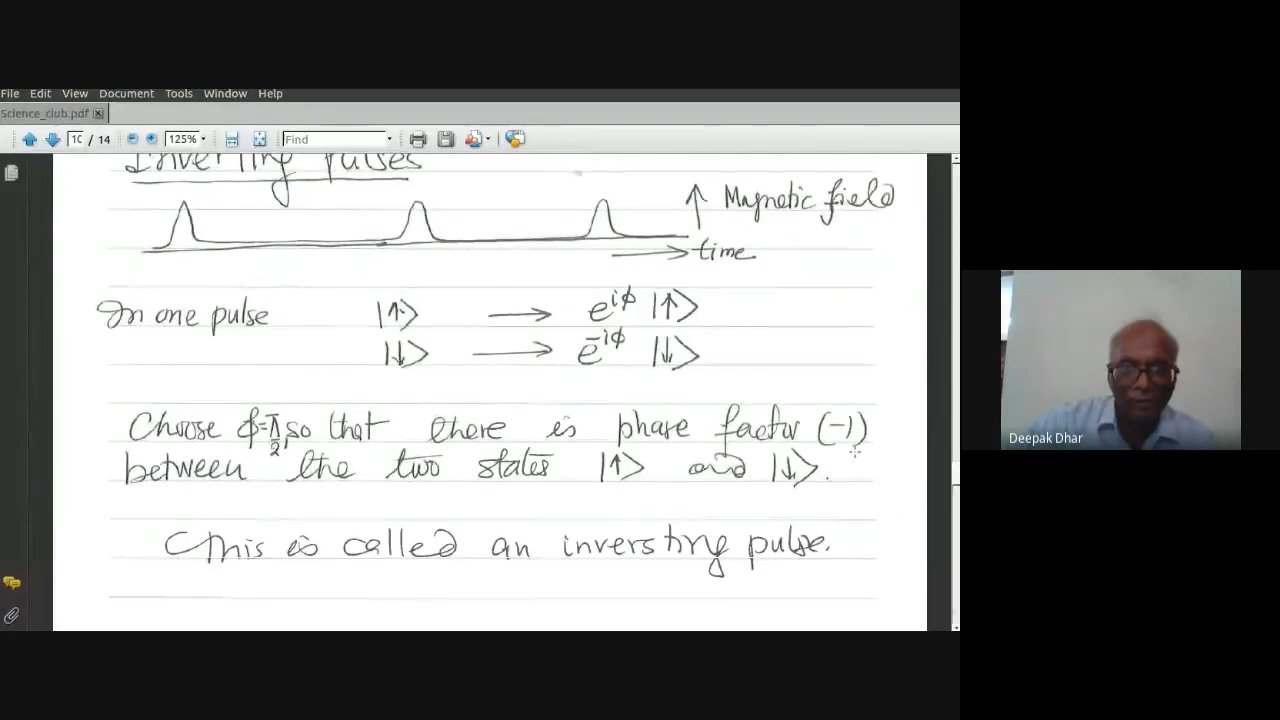 File Edit View Document Tools Window Help
Science_club.pdf
10 / 14 125% Find
Inverting pulses
↑ Magnetic field
→ time
In one pulse |↑⟩ → e^{iφ} |↑⟩
|↓⟩ → e^{-iφ} |↓⟩
Choose φ=π/2, so that there is phase factor (-1)
between the two states |↑⟩ and |↓⟩.
This is called an inversting pulse.
Deepak Dhar